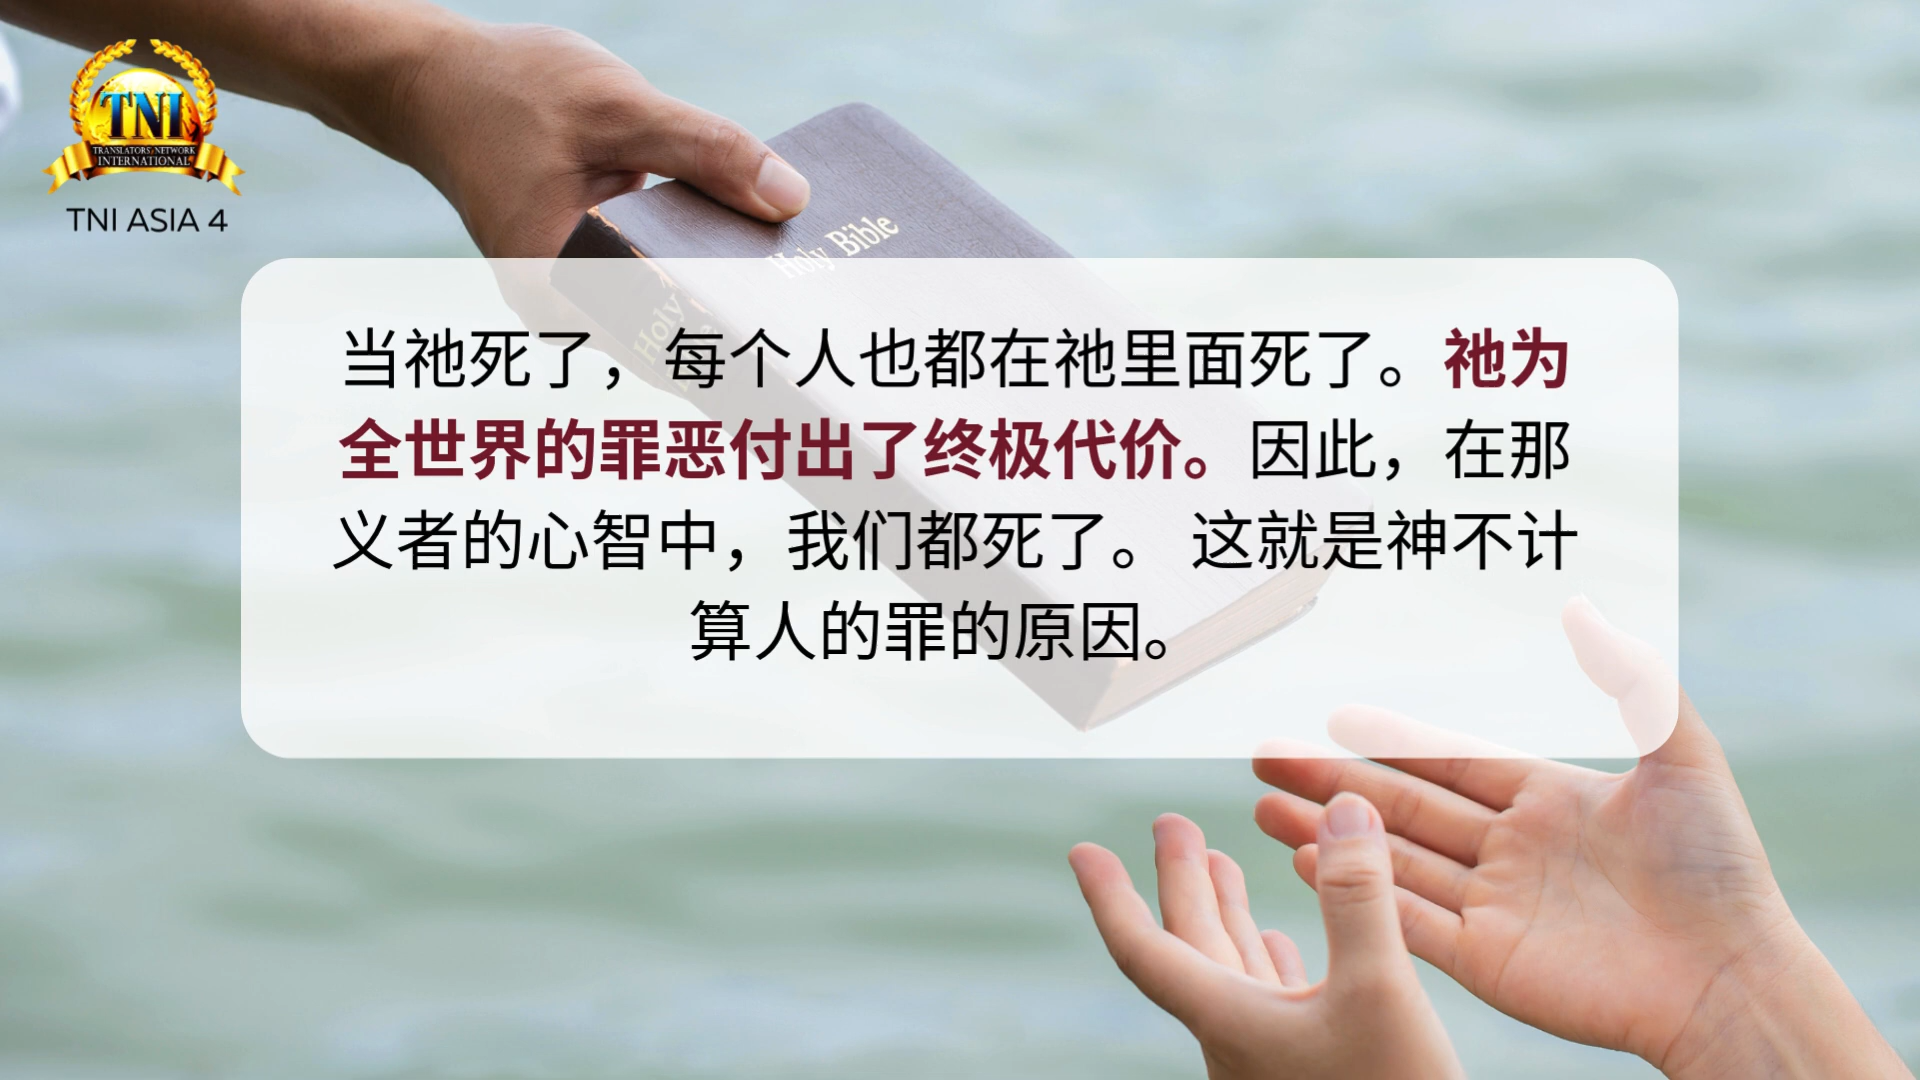 TNI
TRANSLATORS NETWORK
INTERNATIONAL
TNI ASIA 4
Holy Bible
Holy
当祂死了，每个人也都在祂里面死了。祂为
全世界的罪恶付出了终极代价。因此，在那
义者的心智中，我们都死了。 这就是神不计
算人的罪的原因。